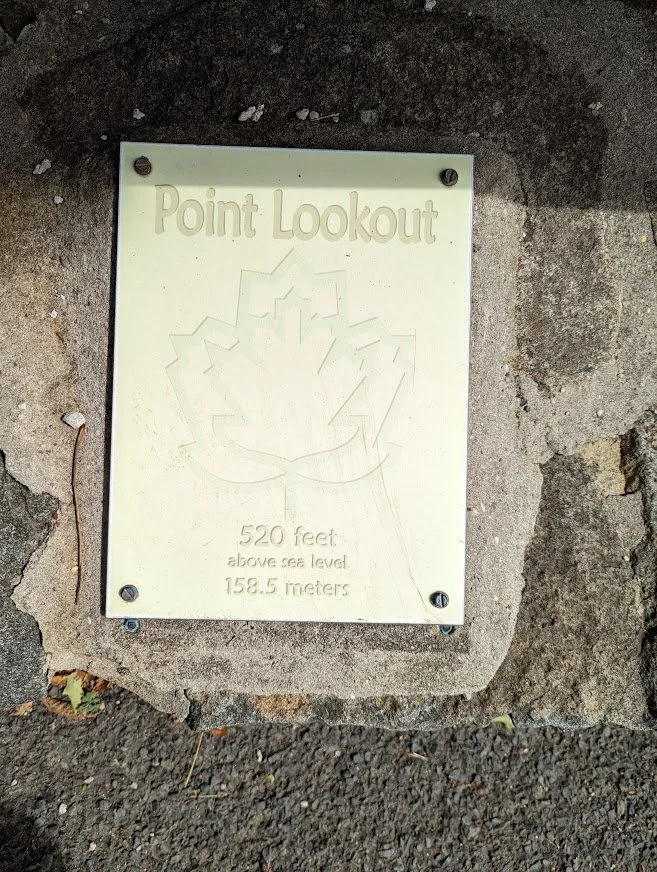 Point Lookout
520 feet
above sea level
158.5 meters